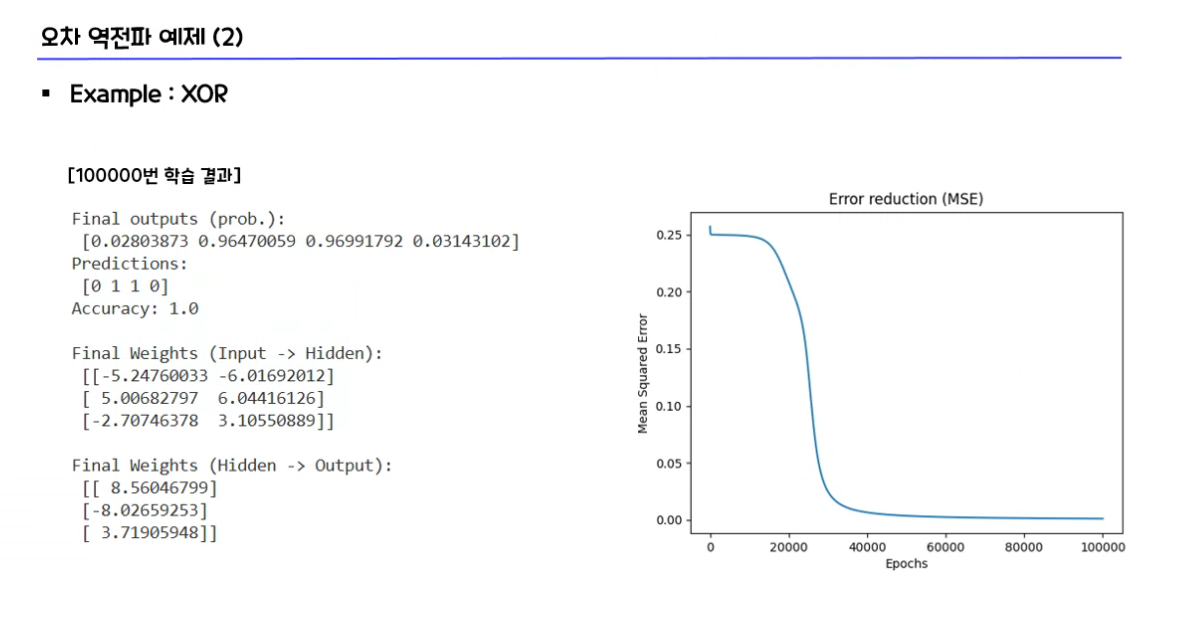 오차 역전파 예제 (2)
▪ Example : XOR
[100000번 학습 결과]
Final outputs (prob.):
[0.02803873 0.96470059 0.96991792 0.03143102]
Predictions:
[0 1 1 0]
Accuracy: 1.0
Final Weights (Input -> Hidden):
[[-5.24760033 -6.01692012]
[ 5.00682797  6.04416126]
[-2.70746378  3.10550889]]
Final Weights (Hidden -> Output):
[[ 8.56046799]
[-8.02659253]
[ 3.71905948]]
Error reduction (MSE)
Mean Squared Error
0.25
0.20
0.15
0.10
0.05
0.00
0 20000 40000 60000 80000 100000
Epochs